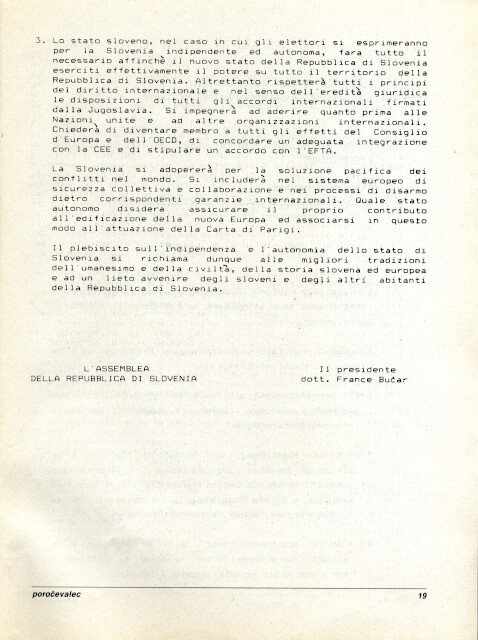 3. Lo stato sloveno, nel caso in cui gli elettori si esprimeranno
per la Slovenia indipendente ed autonoma, fara tutto il
necessario affinchè il nuovo stato della Repubblica di Slovenia
eserciti effettivamente il potere su tutto il territorio della
Repubblica di Slovenia. Altrettanto rispetterà tutti i principi
del diritto internazionale e nel senso dell'eredità giuridica
le disposizioni di tutti gli accordi internazionali firmati
dalla Jugoslavia. Si impegnerà ad aderire quanto prima alle
Nazioni unite e ad altre organizzazioni internazionali.
Chiederà di diventare membro a tutti gli effetti del Consiglio
d'Europa e dell'OECD, di concordare un adeguata integrazione
con la CEE e di stipulare un accordo con l'EFTA.
La Slovenia si adopererà per la soluzione pacifica dei
conflitti nel mondo. Si includerà nel sistema europeo di
sicurezza collettiva e collaborazione e nei processi di disarmo
dietro corrispondenti garanzie internazionali. Quale stato
autonomo disidera assicurare il proprio contributo
all'edificazione della nuova Europa ed associarsi in questo
modo all'attuazione della Carta di Parigi.
Il plebiscito sull'indipendenza e l'autonomia dello stato di
Slovenia si richiama dunque alle migliori tradizioni
dell'umanesimo e della civiltà, della storia slovena ed europea
e ad un lieto avvenire degli sloveni e degli altri abitanti
della Repubblica di Slovenia.
L'ASSEMBLEA
DELLA REPUBBLICA DI SLOVENIA
Il presidente
dott. France Bučar
poročevalec
19